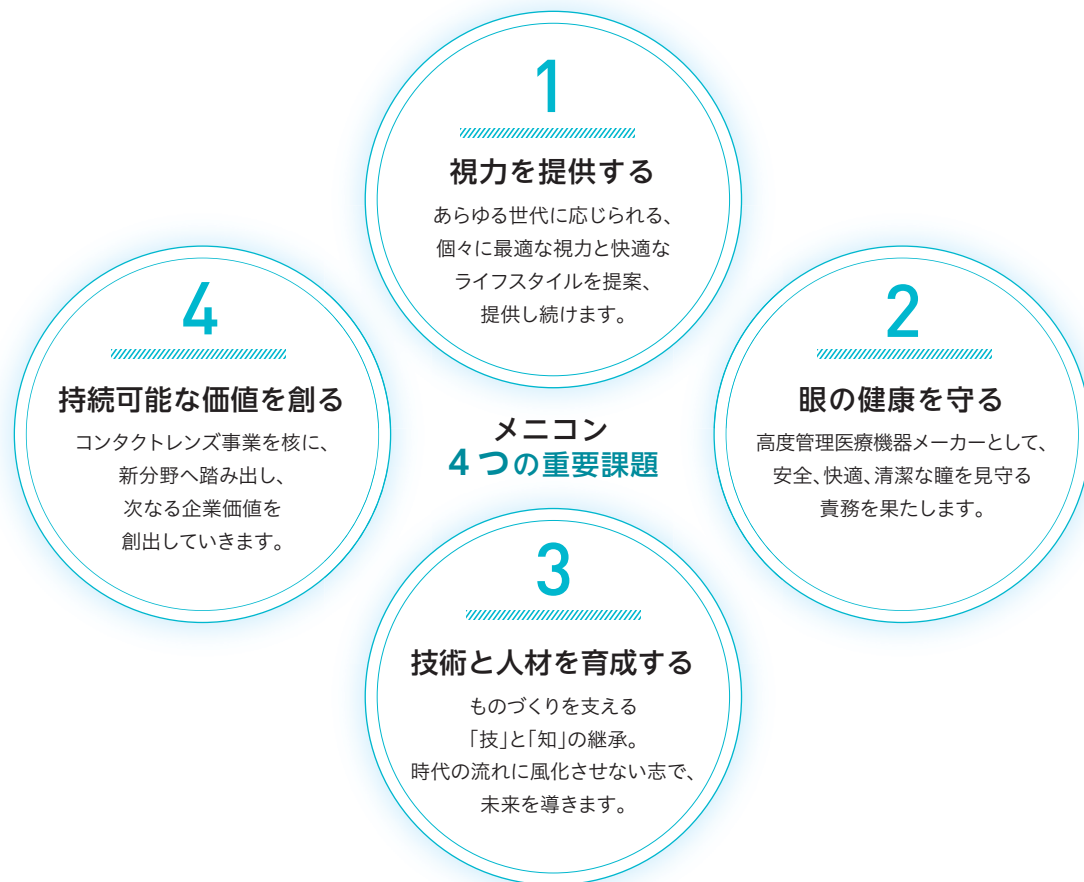 1
視力を提供する
あらゆる世代に応じられる、
個々に最適な視力と快適な
ライフスタイルを提案、
提供し続けます。
4
持続可能な価値を創る
コンタクトレンズ事業を核に、
新分野へ踏み出し、
次なる企業価値を
創出していきます。
メニコン
4つの重要課題
2
眼の健康を守る
高度管理医療機器メーカーとして、
安全、快適、清潔な瞳を見守る
責務を果たします。
3
技術と人材を育成する
ものづくりを支える
「技」と「知」の継承。
時代の流れに風化させない志で、
未来を導きます。